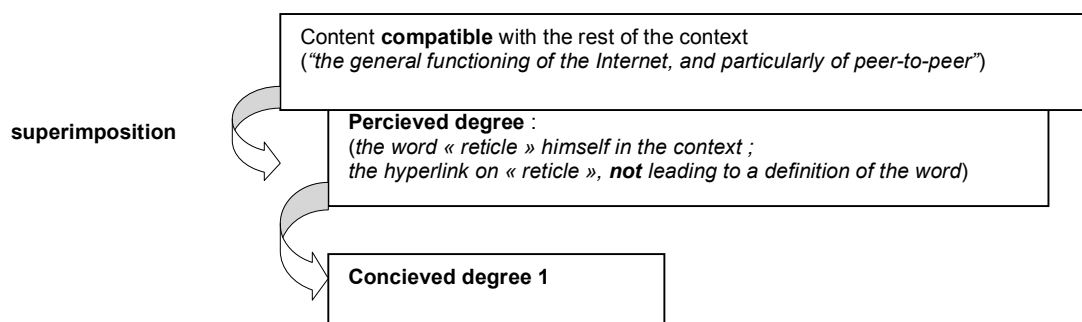 Content compatible with the rest of the context
(“the general functioning of the Internet, and particularly of peer-to-peer”)
superimposition
Percieved degree :
(the word « reticle » himself in the context ;
the hyperlink on « reticle », not leading to a definition of the word)
Concieved degree 1